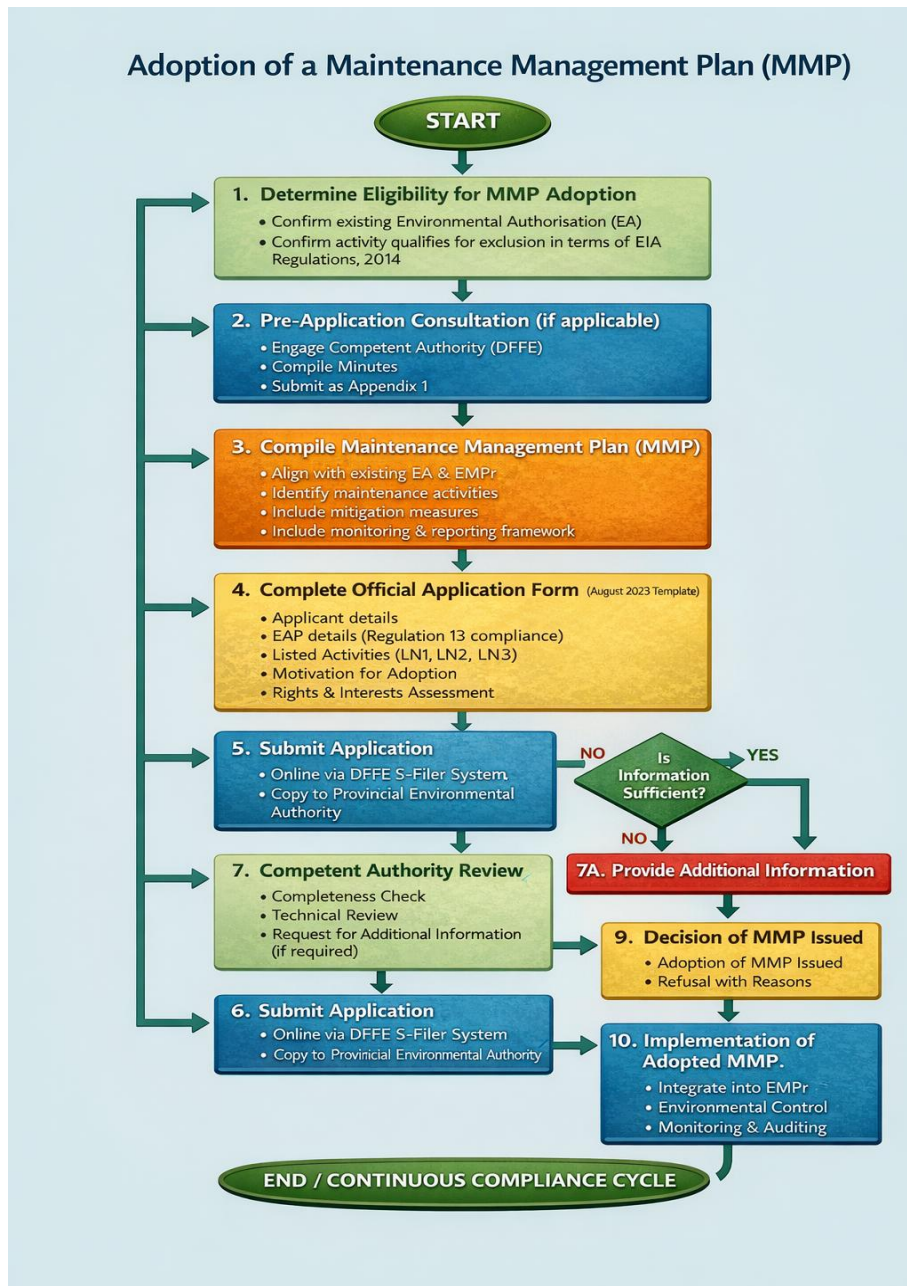 Adoption of a Maintenance Management Plan (MMP)
START
1. Determine Eligibility for MMP Adoption
• Confirm existing Environmental Authorisation (EA)
• Confirm activity qualifies for exclusion in terms of EIA
Regulations, 2014
2. Pre-Application Consultation (if applicable)
• Engage Competent Authority (DFFE)
• Compile Minutes
• Submit as Appendix 1
3. Compile Maintenance Management Plan (MMP)
• Align with existing EA & EMPr
• Identify maintenance activities
• Include mitigation measures
• Include monitoring & reporting framework
4. Complete Official Application Form (August 2023 Template)
• Applicant details
• EAP details (Regulation 13 compliance)
• Listed Activities (LN1, LN2, LN3)
• Motivation for Adoption
• Rights & Interests Assessment
5. Submit Application
• Online via DFFE S-Filer System
• Copy to Provincial Environmental
Authority
NO
Is
Information
Sufficient?
YES
NO
7. Competent Authority Review
• Completeness Check
• Technical Review
• Request for Additional Information
(if required)
7A. Provide Additional Information
9. Decision of MMP Issued
• Adoption of MMP Issued
• Refusal with Reasons
6. Submit Application
• Online via DFFE S-Filer System
• Copy to Provinicial Environmental Authority
10. Implementation of
Adopted MMP.
• Integrate into EMPr
• Environmental Control
• Monitoring & Auditing
END / CONTINUOUS COMPLIANCE CYCLE